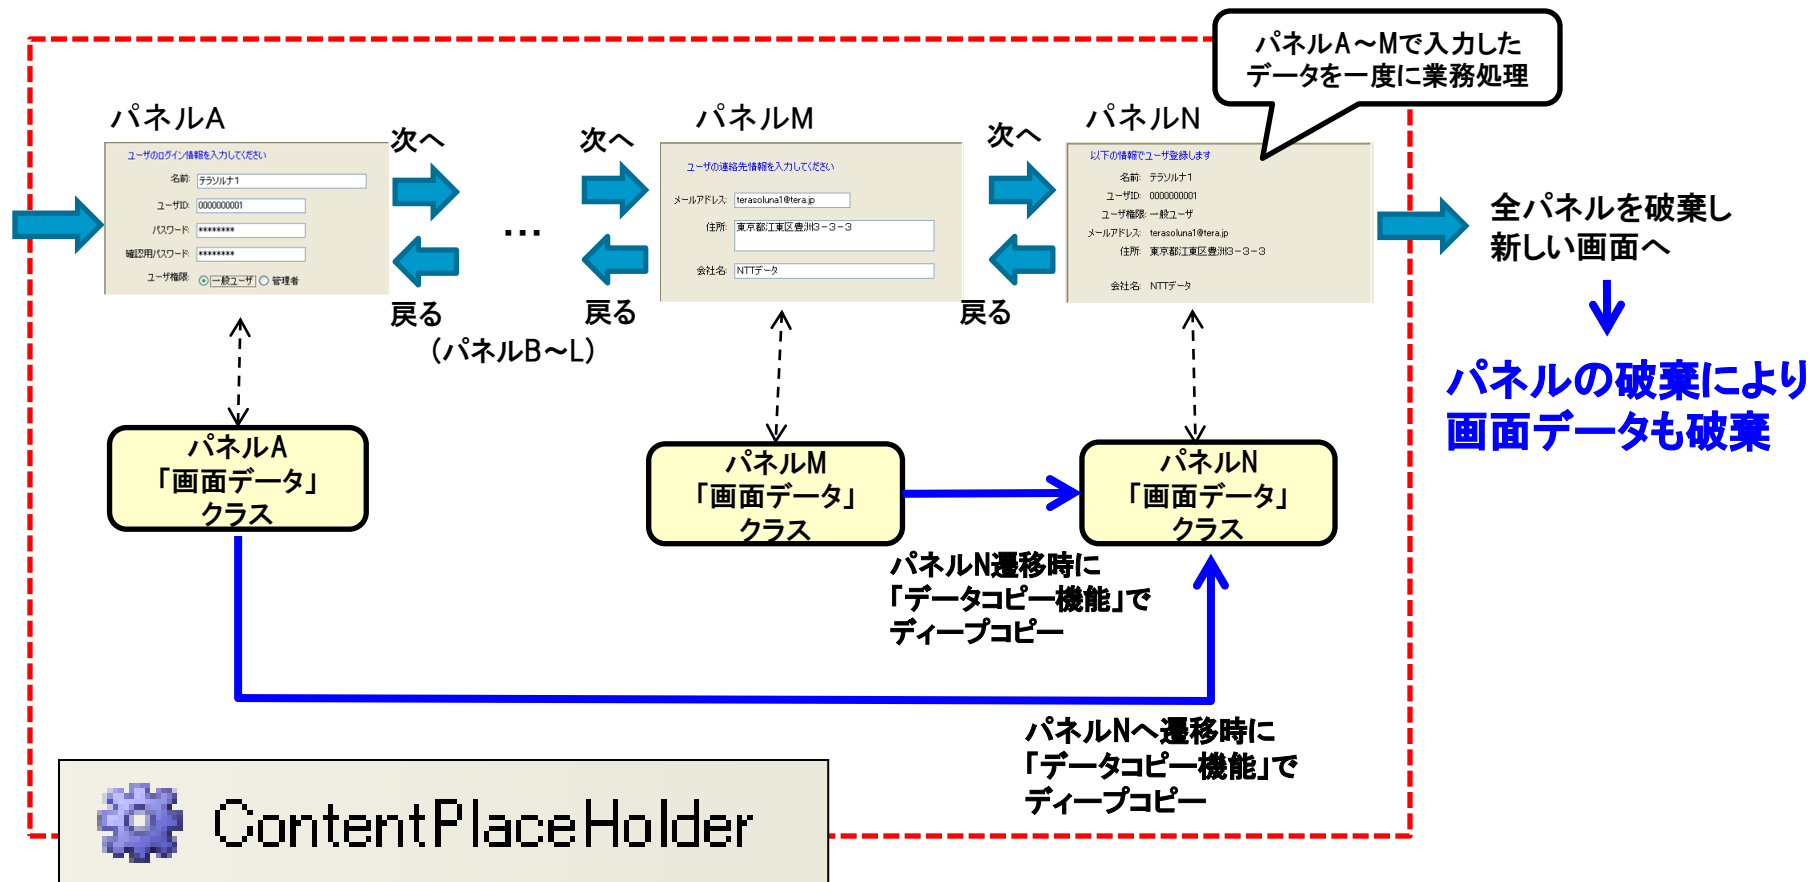 パネルA～Mで入力した
データを一度に業務処理
パネルA
ユーザのログイン情報を入力してください
名前: テラソルナ1
ユーザID: 0000000001
パスワード: ********
確認用パスワード: ********
ユーザ権限: 一般ユーザ 管理者
次へ
戻る
...
(パネルB～L)
次へ
戻る
パネルM
ユーザの連絡先情報を入力してください
メールアドレス: terasoluna1@tera.jp
住所: 東京都江東区豊洲3-3-3
会社名: NTTデータ
次へ
戻る
パネルN
以下の情報でユーザ登録します
名前: テラソルナ1
ユーザID: 0000000001
ユーザ権限: 一般ユーザ
メールアドレス: terasoluna1@tera.jp
住所: 東京都江東区豊洲3-3-3
会社名: NTTデータ
全パネルを破棄し
新しい画面へ
パネルの破棄により
画面データも破棄
パネルA
「画面データ」
クラス
パネルM
「画面データ」
クラス
パネルN
「画面データ」
クラス
パネルN遷移時に
「データコピー機能」で
ディープコピー
パネルNへ遷移時に
「データコピー機能」で
ディープコピー
ContentPlaceHolder